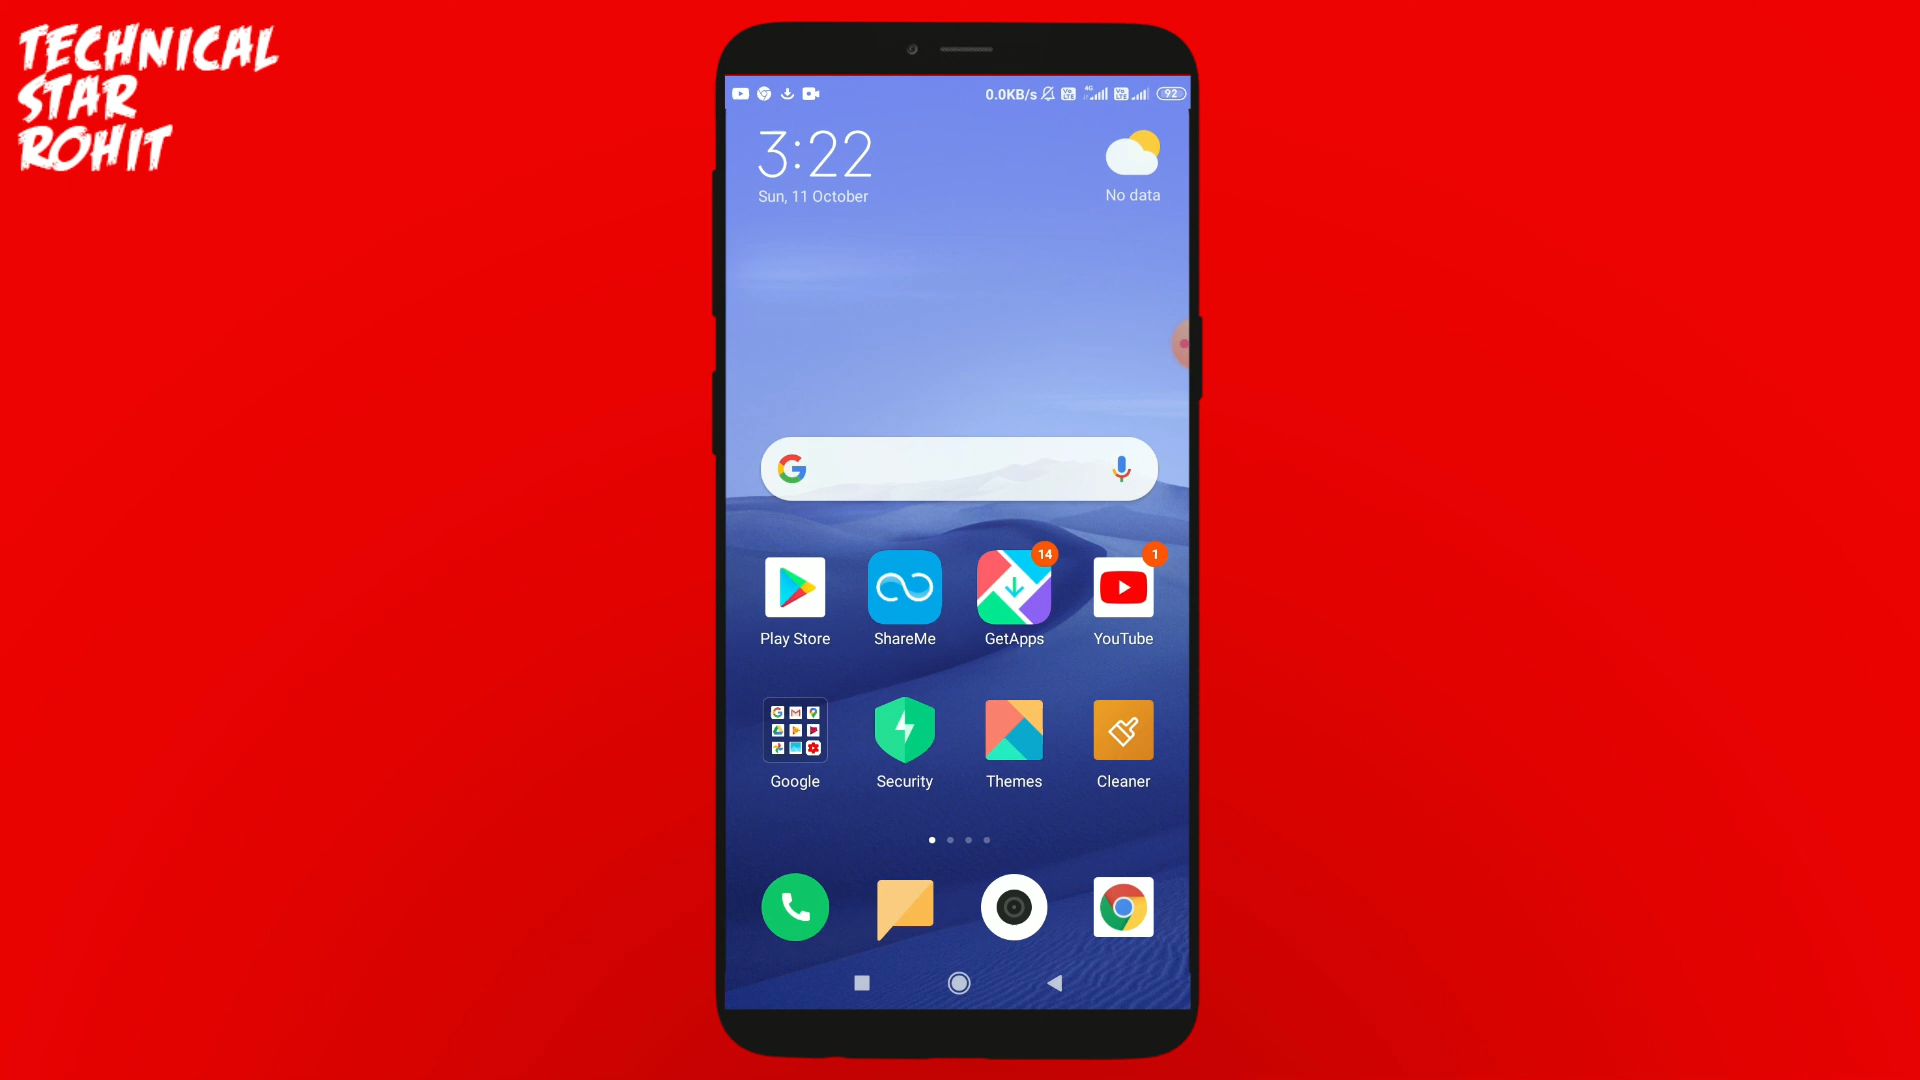 TECHNICAL
STAR
ROHIT
0.0KB/s 4G 92
3:22
Sun, 11 October
No data
14
1
Play Store ShareMe GetApps YouTube
Google Security Themes Cleaner